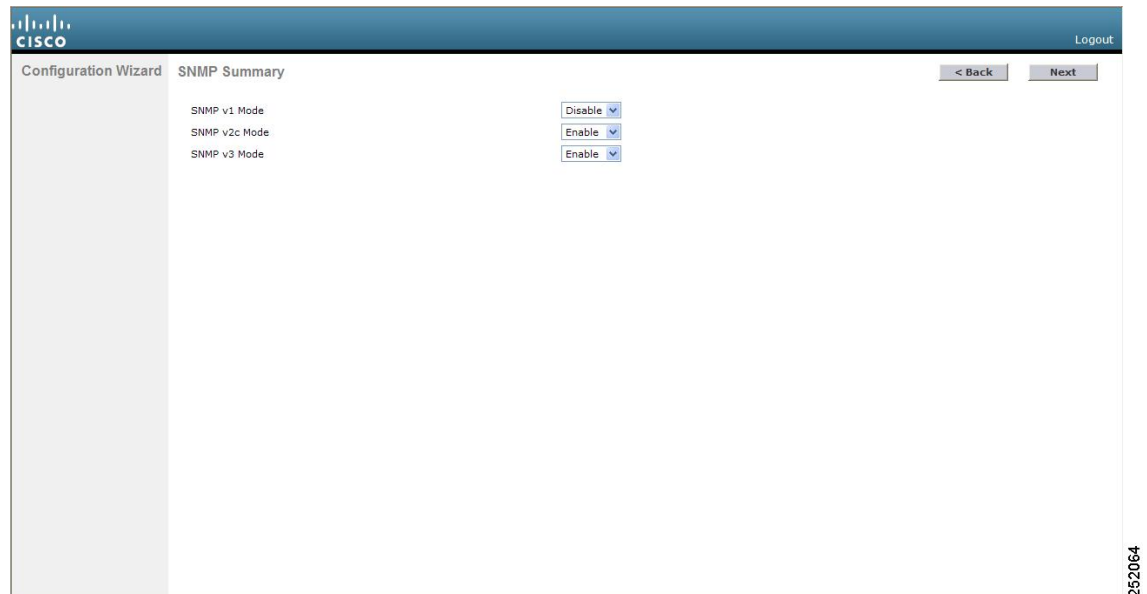 CISCO
Logout
Configuration Wizard SNMP Summary < Back Next
SNMP v1 Mode Disable
SNMP v2c Mode Enable
SNMP v3 Mode Enable
252064